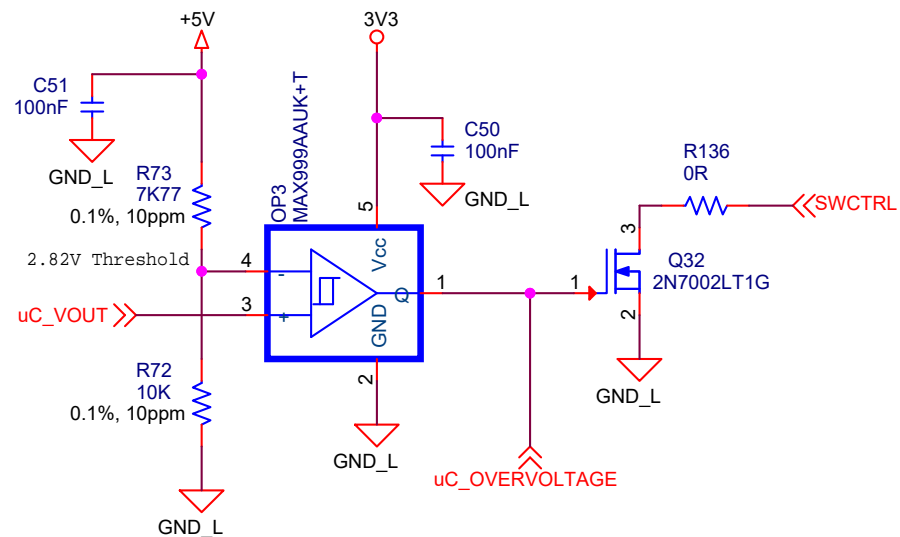 +5V
3V3
C51
100nF
GND_L
C50
100nF
GND_L
R73
7K77
0.1%, 10ppm
OP3
MAX999AAUK+T
R136
0R
SWCTRL
2.82V Threshold
4
-
5
Vcc
3
Q32
2N7002LT1G
1
Q
1
uC_VOUT
3
+
GND
2
2
GND_L
R72
10K
0.1%, 10ppm
GND_L
uC_OVERVOLTAGE
GND_L